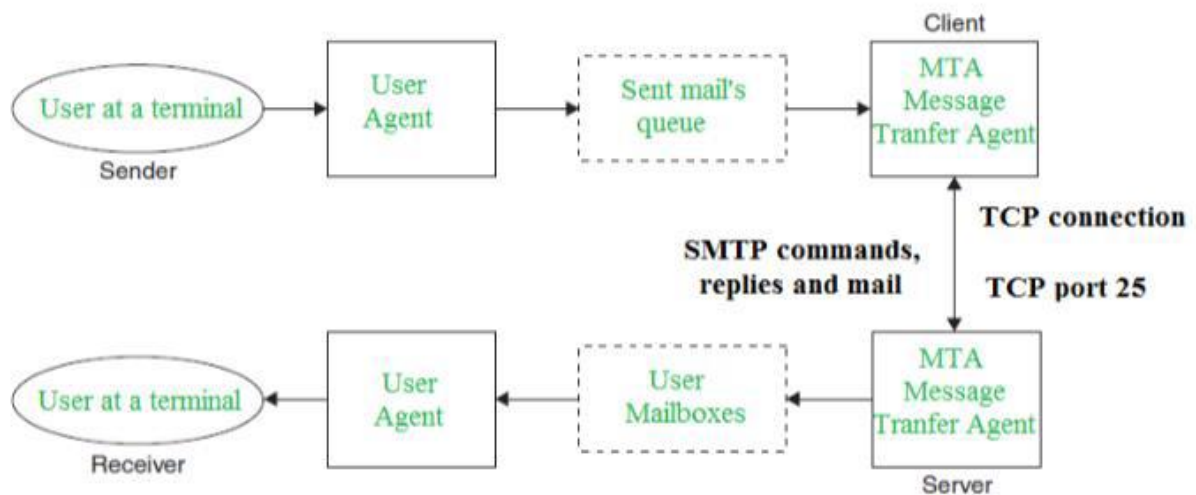 Client
User at a terminal
Sender
User
Agent
Sent mail's
queue
MTA
Message
Tranfer Agent
SMTP commands,
replies and mail
TCP connection
TCP port 25
User at a terminal
Receiver
User
Agent
User
Mailboxes
MTA
Message
Tranfer Agent
Server